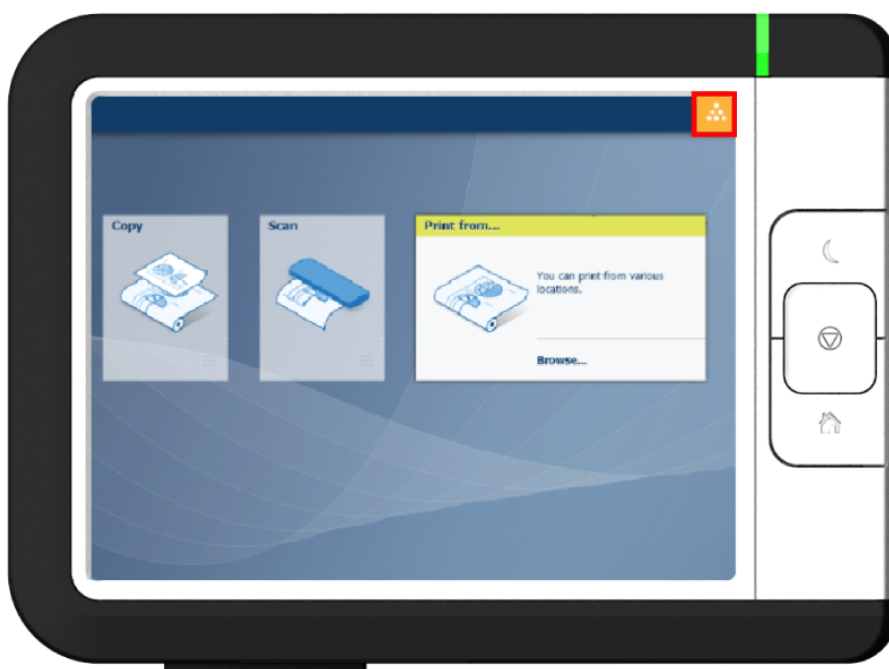 Copy
Scan
Print from...
You can print from various
locations.
Browse...